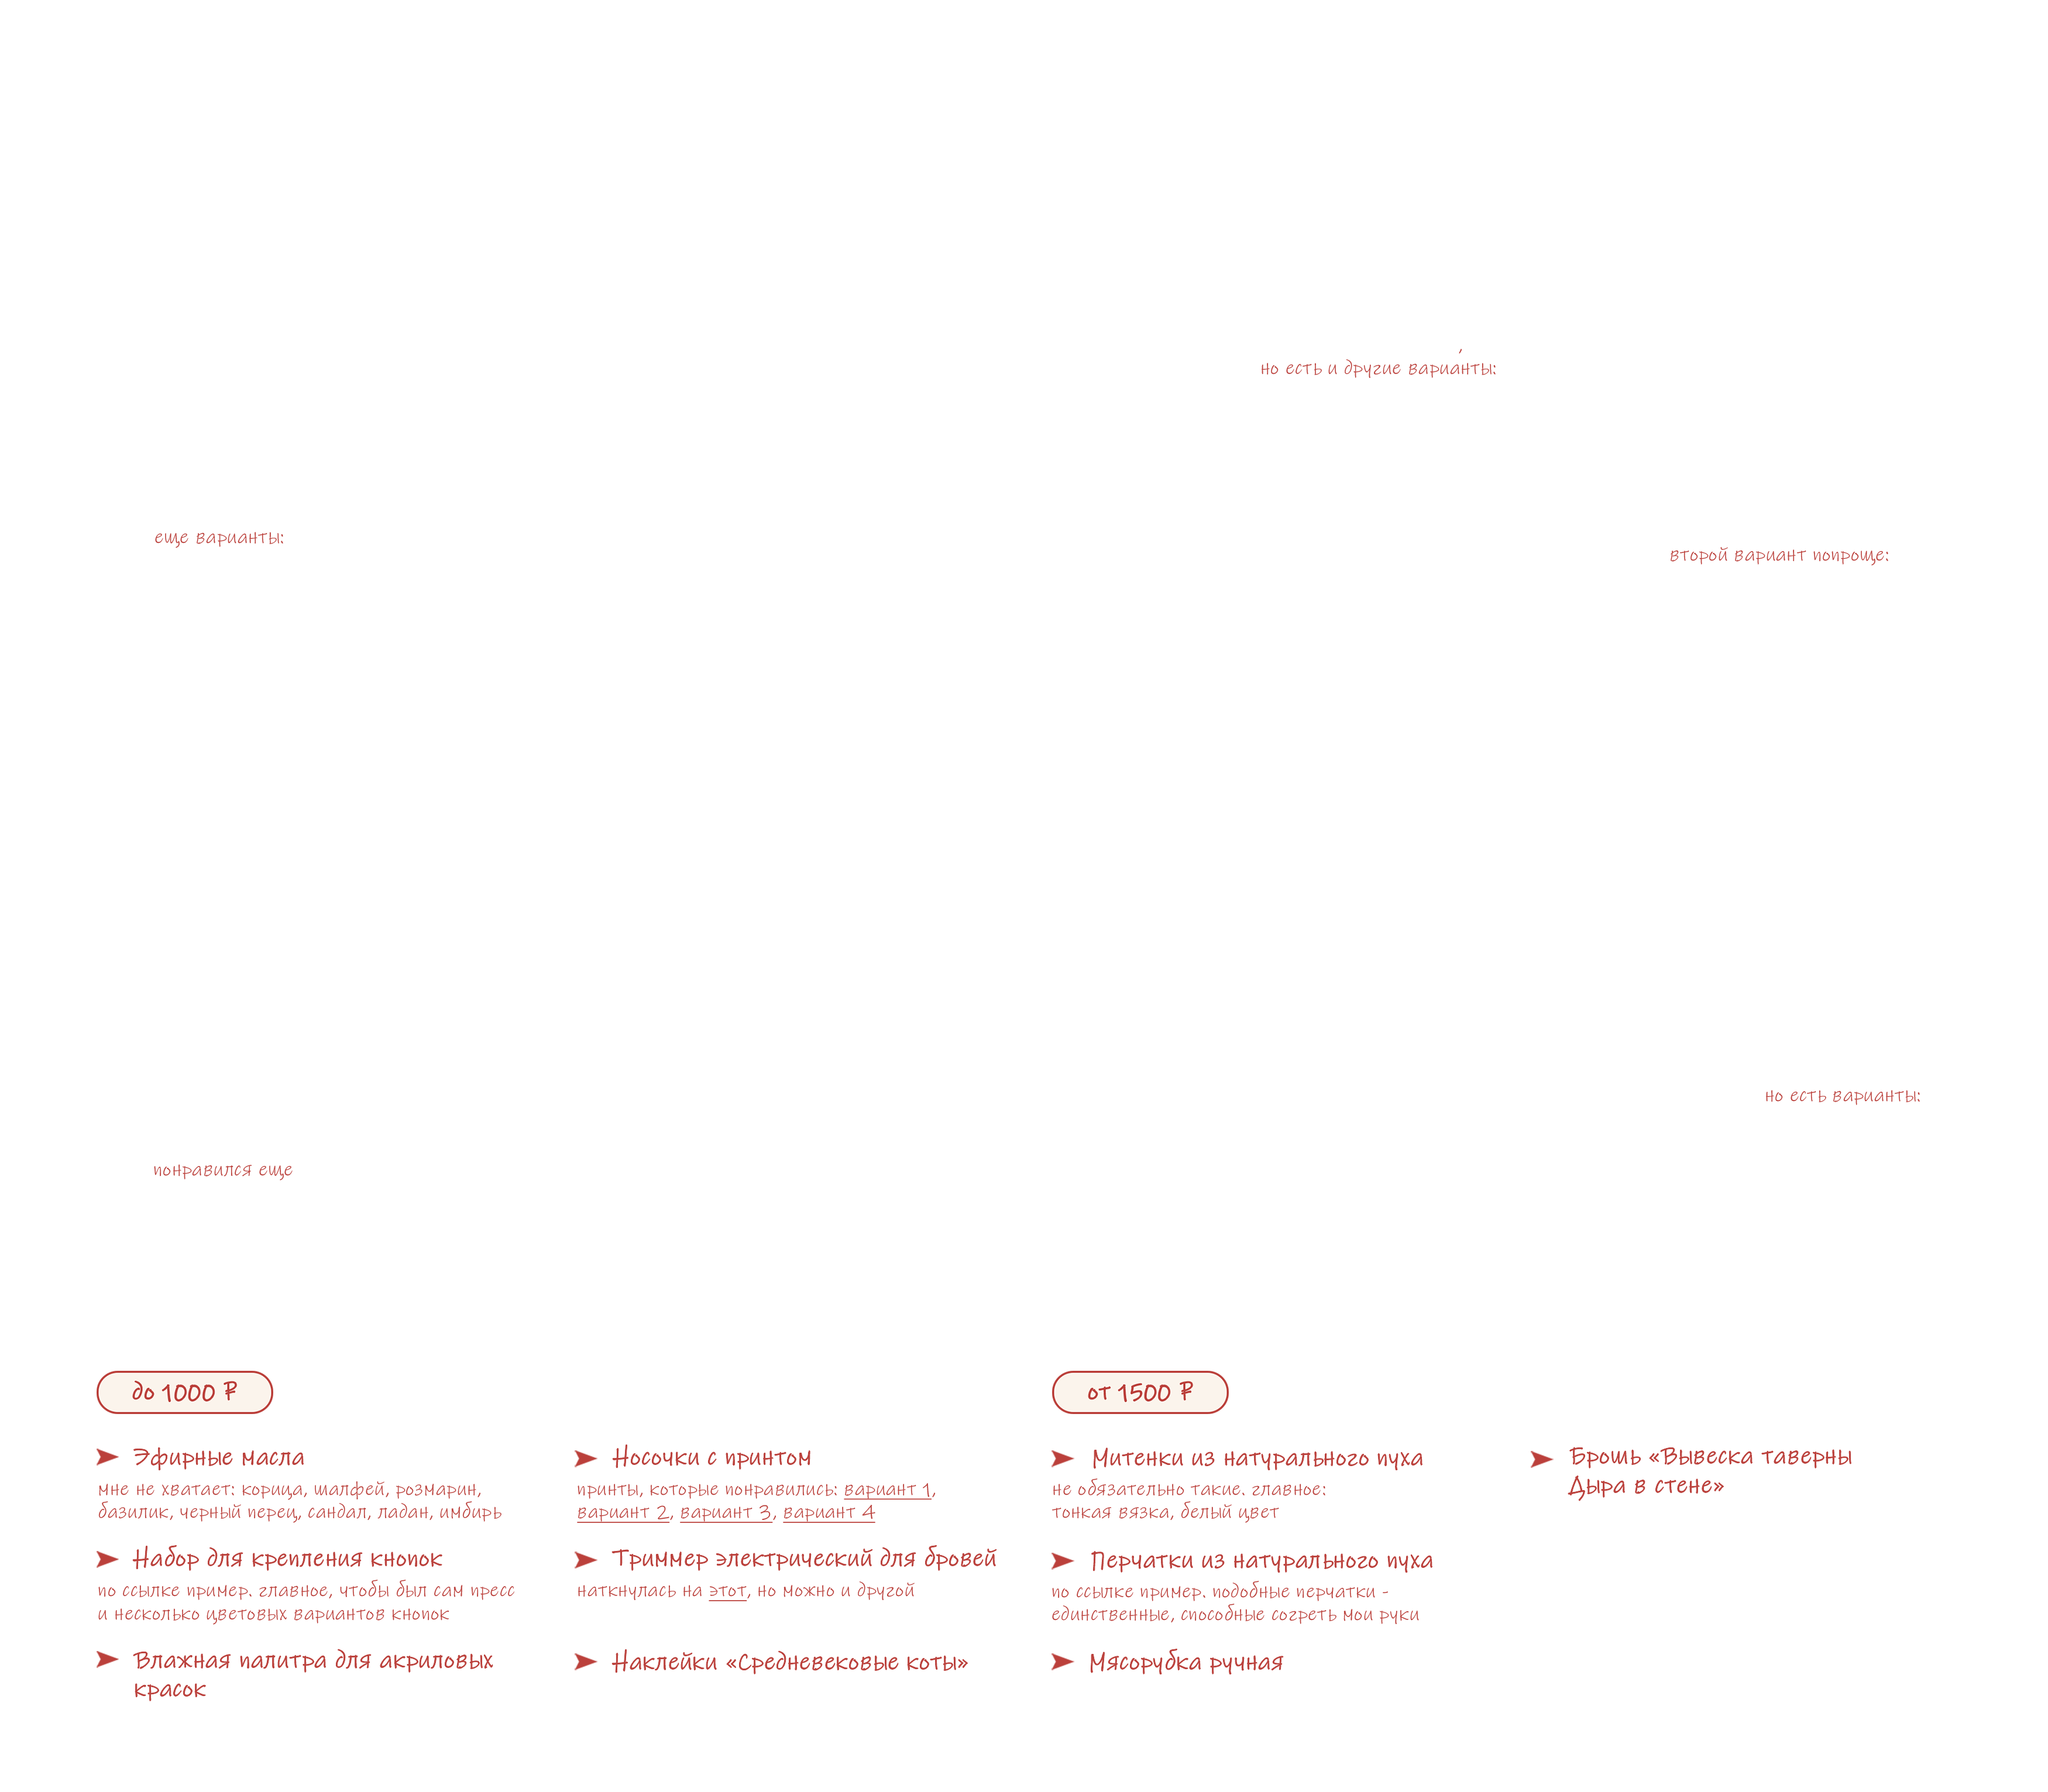 но есть и другие варианты:
еще варианты:
второй вариант попроще:
но есть варианты:
понравился еще
до 1000 ₽
Эфирные масла
мне не хватает: корица, шалфей, розмарин,
базилик, черный перец, сандал, ладан, имбирь
Набор для крепления кнопок
по ссылке пример. главное, чтобы был сам пресс
и несколько цветовых вариантов кнопок
Влажная палитра для акриловых
красок
Носочки с принтом
принты, которые понравились: вариант 1,
вариант 2, вариант 3, вариант 4
Триммер электрический для бровей
наткнулась на этот, но можно и другой
Наклейки «Средневековые коты»
от 1500 ₽
Митенки из натурального пуха
не обязательно такие. главное:
тонкая вязка, белый цвет
Перчатки из натурального пуха
по ссылке пример. подобные перчатки -
единственные, способные согреть мои руки
Мясорубка ручная
Брошь «Вывеска таверны
Дыра в стене»